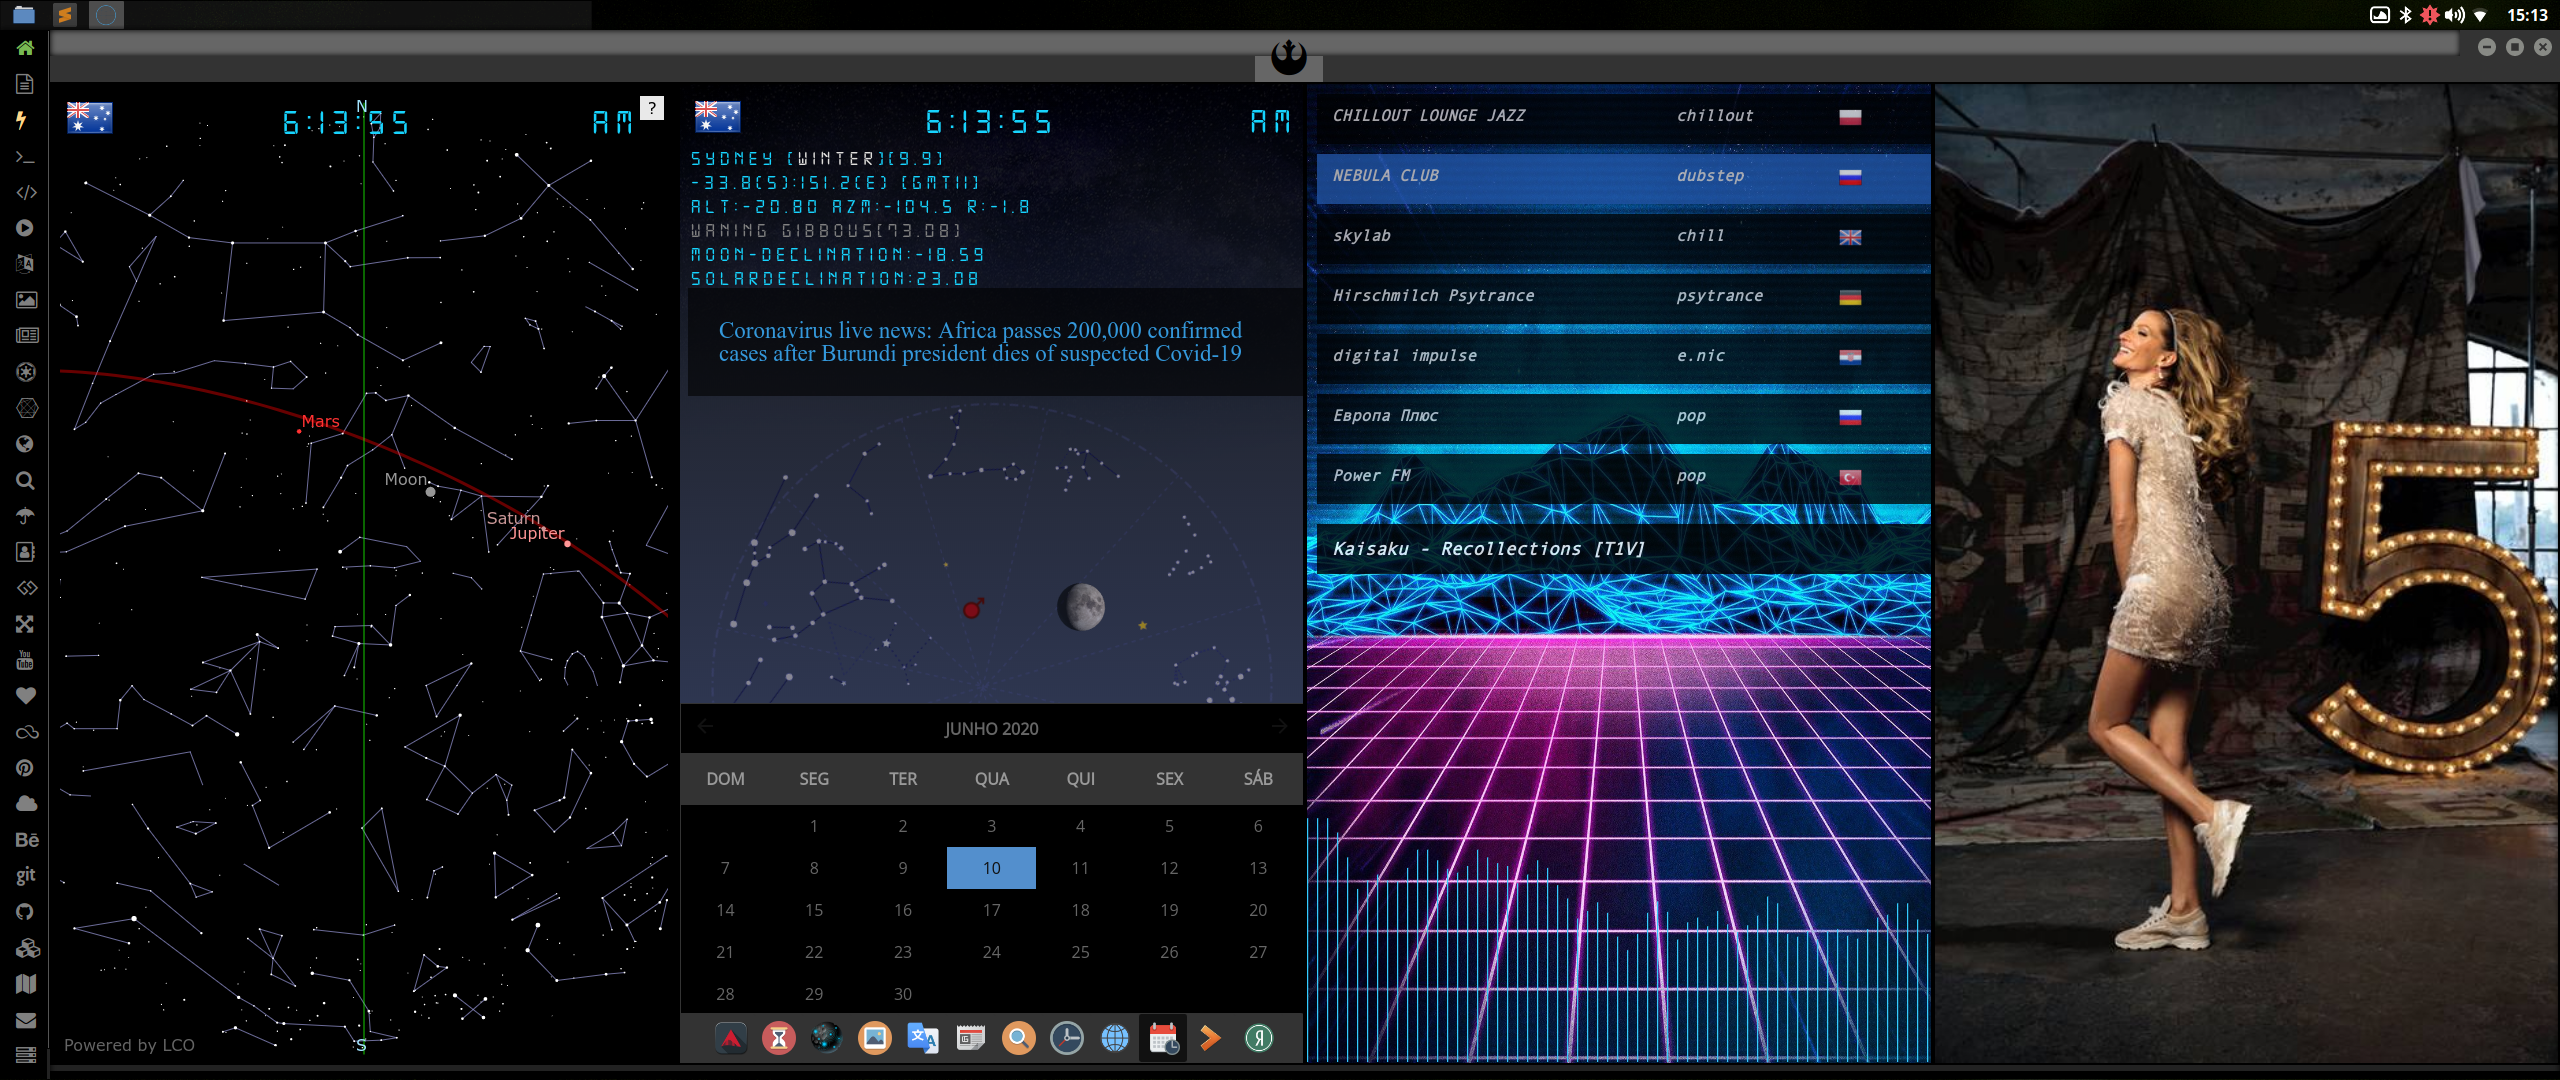 15:13
N
6:13:55
AM
?
Mars
Moon
Saturn
Jupiter
S
Powered by LCO
6:13:55
AM
SYDNEY [WINTER][9.9]
-33.8(S):151.2(E) [GMT11]
ALT:-20.80 AZM:-104.5 R:-1.8
WANING GIBBOUS[73.08]
MOON-DECLINATION:-18.59
SOLARDECLINATION:23.08
Coronavirus live news: Africa passes 200,000 confirmed
cases after Burundi president dies of suspected Covid-19
JUNHO 2020
DOM SEG TER QUA QUI SEX SÁB
1 2 3 4 5 6
7 8 9 10 11 12 13
14 15 16 17 18 19 20
21 22 23 24 25 26 27
28 29 30
CHILLOUT LOUNGE JAZZ chillout
NEBULA CLUB dubstep
skylab chill
Hirschmilch Psytrance psytrance
digital impulse e.nic
Европа Плюс pop
Power FM pop
Kaisaku - Recollections [T1V]
You
Tube
Bē
git
5